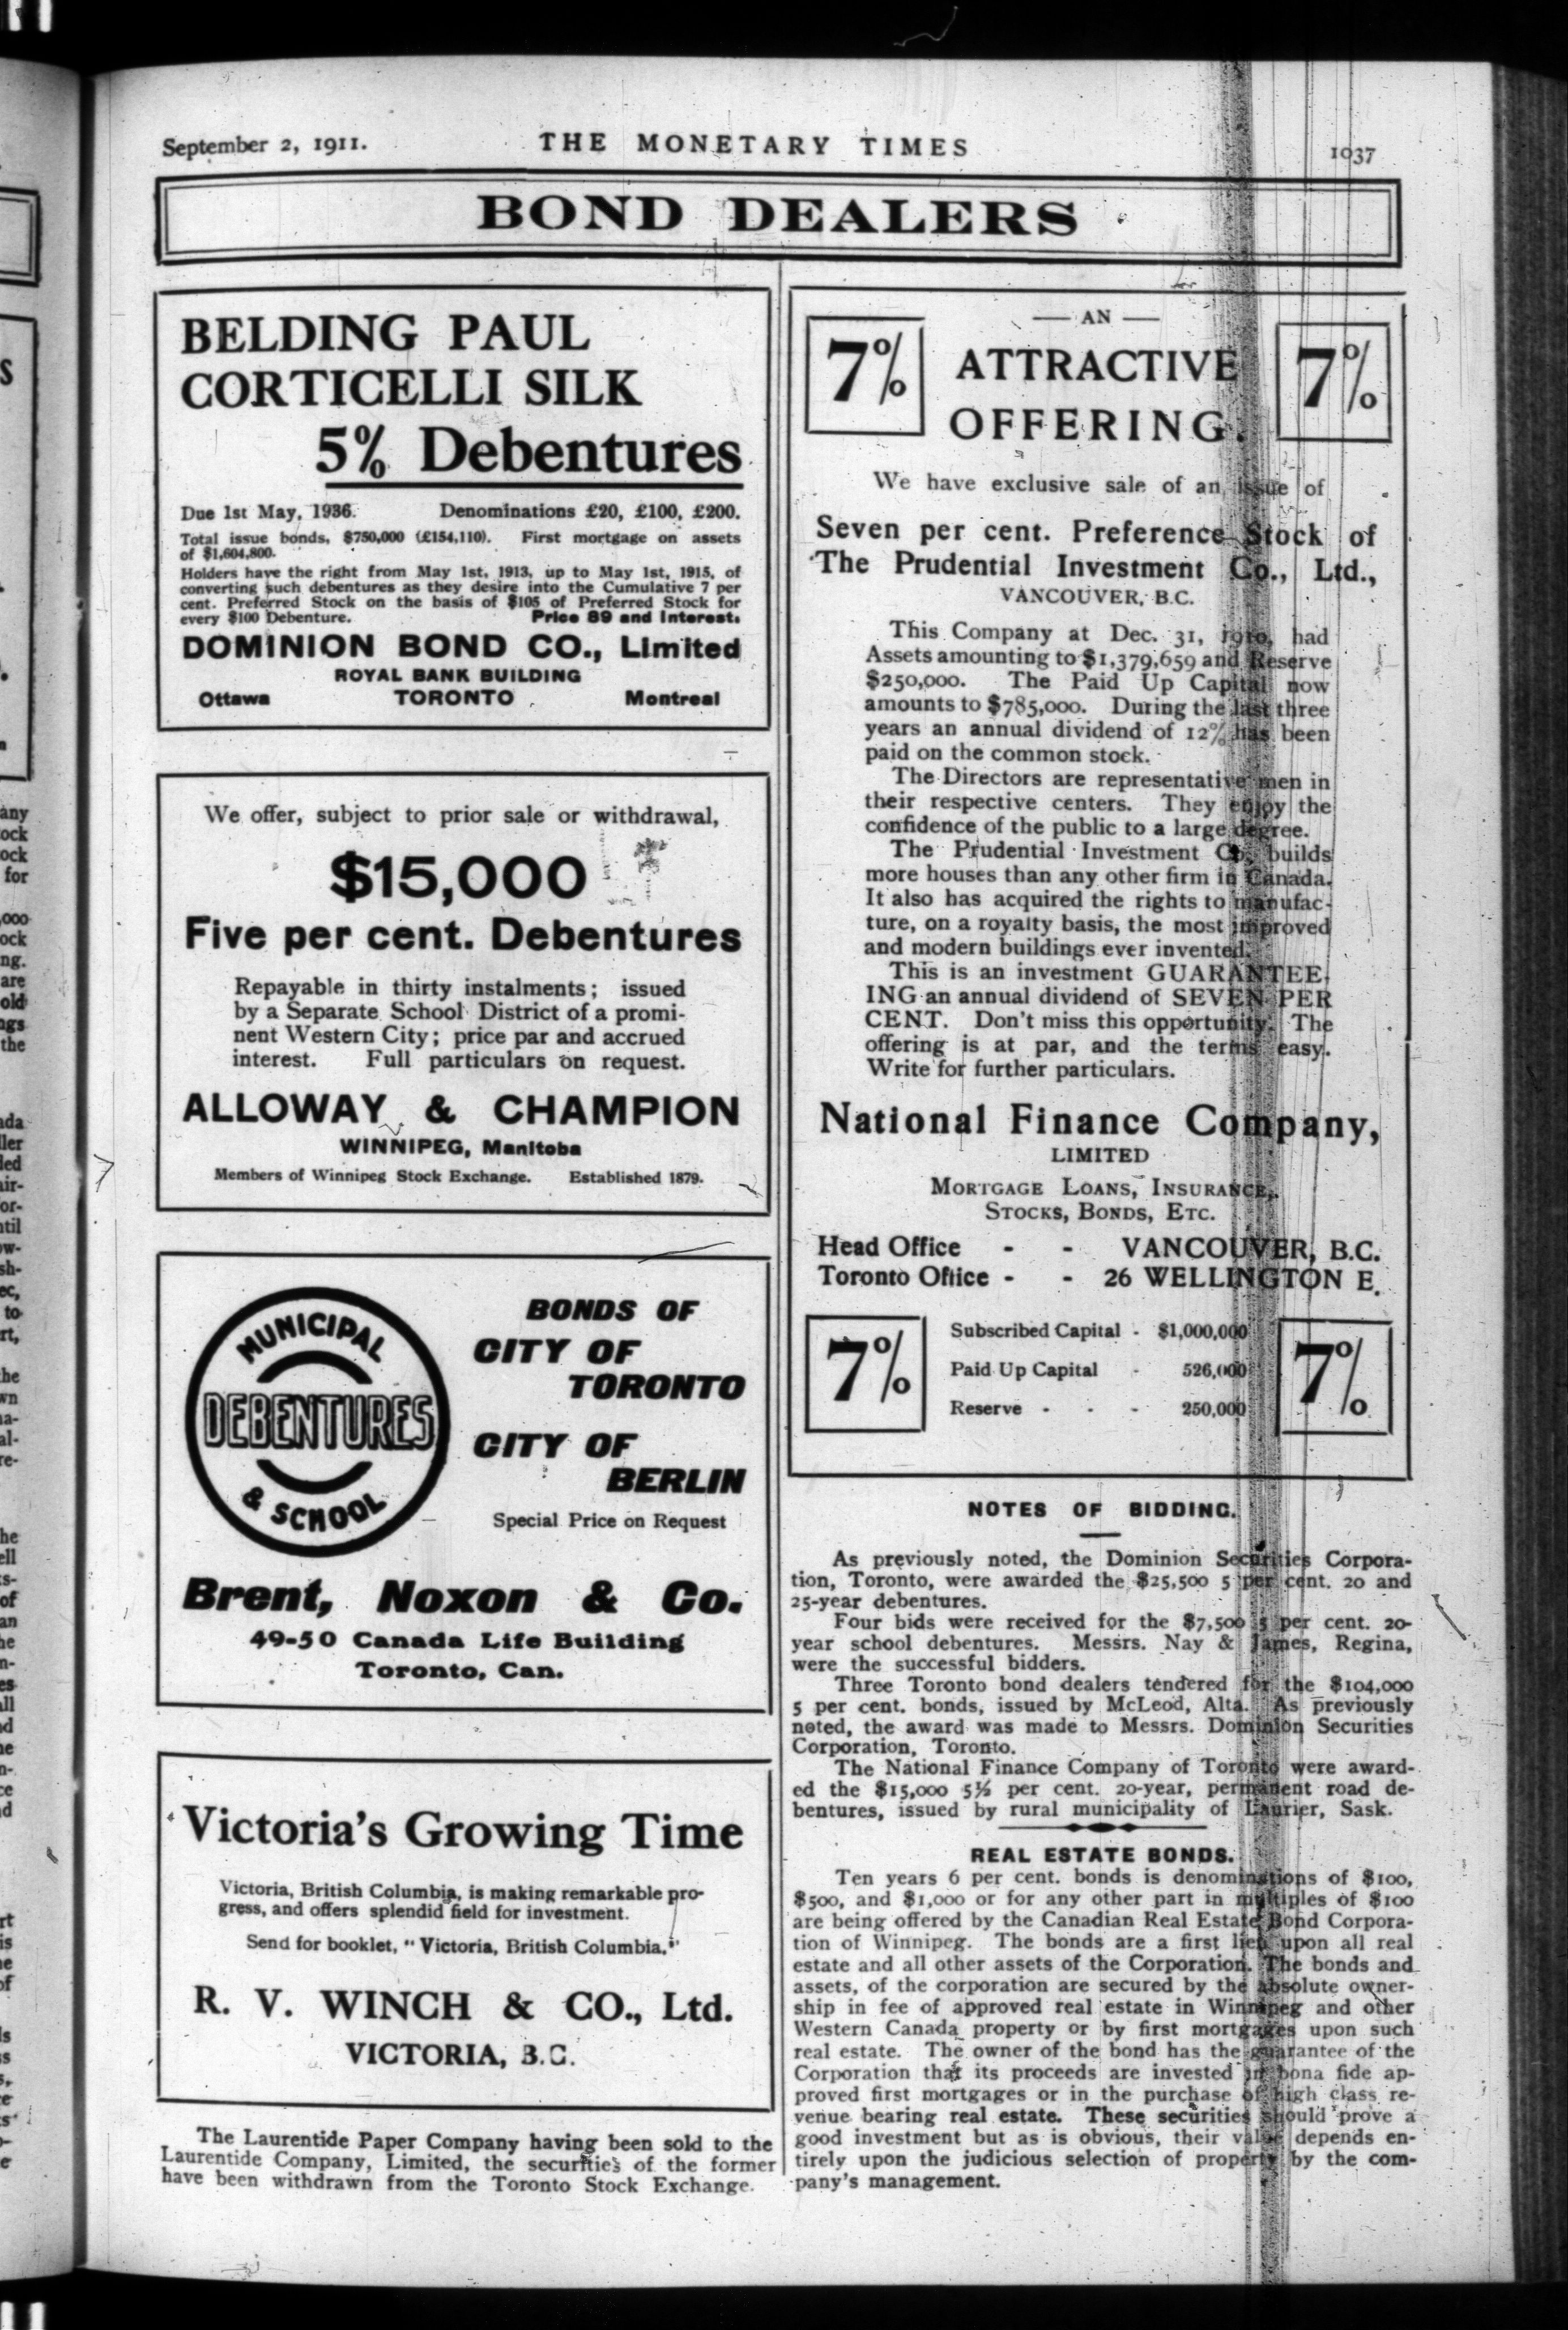 September 2, 1911.
THE MONETARY TIMES
1037
BOND DEALERS
BELDING PAUL
CORTICELLI SILK
5% Debentures
Due 1st May, 1936. Denominations £20, £100, £200.
Total issue bonds, $750,000 (£154,110). First mortgage on assets
of $1,604,800.
Holders have the right from May 1st, 1913, up to May 1st, 1915, of
converting such debentures as they desire into the Cumulative 7 per
cent. Preferred Stock on the basis of $105 of Preferred Stock for
every $100 Debenture. Price 89 and Interest.
DOMINION BOND CO., Limited
ROYAL BANK BUILDING
Ottawa TORONTO Montreal
We offer, subject to prior sale or withdrawal,
$15,000
Five per cent. Debentures
Repayable in thirty instalments; issued
by a Separate School District of a promi-
nent Western City; price par and accrued
interest. Full particulars on request.
ALLOWAY & CHAMPION
WINNIPEG, Manitoba
Members of Winnipeg Stock Exchange. Established 1879.
MUNICIPAL
DEBENTURES
& SCHOOL
BONDS OF
CITY OF
TORONTO
CITY OF
BERLIN
Special Price on Request
Brent, Noxon & Co.
49-50 Canada Life Building
Toronto, Can.
Victoria's Growing Time
Victoria, British Columbia, is making remarkable pro-
gress, and offers splendid field for investment.
Send for booklet, "Victoria, British Columbia."
R. V. WINCH & CO., Ltd.
VICTORIA, B.C.
The Laurentide Paper Company having been sold to the
Laurentide Company, Limited, the securities of the former
have been withdrawn from the Toronto Stock Exchange.
7%
— AN —
ATTRACTIVE
OFFERING.
7%
We have exclusive sale of an issue of
Seven per cent. Preference Stock of
The Prudential Investment Co., Ltd.,
VANCOUVER, B.C.
This Company at Dec. 31, 1910, had
Assets amounting to $1,379,659 and Reserve
$250,000. The Paid Up Capital now
amounts to $785,000. During the last three
years an annual dividend of 12% has been
paid on the common stock.
The Directors are representative men in
their respective centers. They enjoy the
confidence of the public to a large degree.
The Prudential Investment Co. builds
more houses than any other firm in Canada.
It also has acquired the rights to manufac-
ture, on a royalty basis, the most improved
and modern buildings ever invented.
This is an investment GUARANTEE-
ING an annual dividend of SEVEN PER
CENT. Don't miss this opportunity. The
offering is at par, and the terms easy.
Write for further particulars.
National Finance Company,
LIMITED
MORTGAGE LOANS, INSURANCE,
STOCKS, BONDS, ETC.
Head Office - - VANCOUVER, B.C.
Toronto Office - - 26 WELLINGTON E.
7%
Subscribed Capital - $1,000,000
Paid Up Capital - 526,000
Reserve - - - 250,000
7%
NOTES OF BIDDING.
As previously noted, the Dominion Securities Corpora-
tion, Toronto, were awarded the $25,500 5 per cent. 20 and
25-year debentures.
Four bids were received for the $7,500 5 per cent. 20-
year school debentures. Messrs. Nay & James, Regina,
were the successful bidders.
Three Toronto bond dealers tendered for the $104,000
5 per cent. bonds, issued by McLeod, Alta. As previously
noted, the award was made to Messrs. Dominion Securities
Corporation, Toronto.
The National Finance Company of Toronto were award-
ed the $15,000 5½ per cent. 20-year, permanent road de-
bentures, issued by rural municipality of Laurier, Sask.
REAL ESTATE BONDS.
Ten years 6 per cent. bonds is denominations of $100,
$500, and $1,000 or for any other part in multiples of $100
are being offered by the Canadian Real Estate Bond Corpora-
tion of Winnipeg. The bonds are a first lien upon all real
estate and all other assets of the Corporation. The bonds and
assets, of the corporation are secured by the absolute owner-
ship in fee of approved real estate in Winnipeg and other
Western Canada property or by first mortgages upon such
real estate. The owner of the bond has the guarantee of the
Corporation that its proceeds are invested in bona fide ap-
proved first mortgages or in the purchase of high class re-
venue bearing real estate. These securities should prove a
good investment but as is obvious, their value depends en-
tirely upon the judicious selection of property by the com-
pany's management.